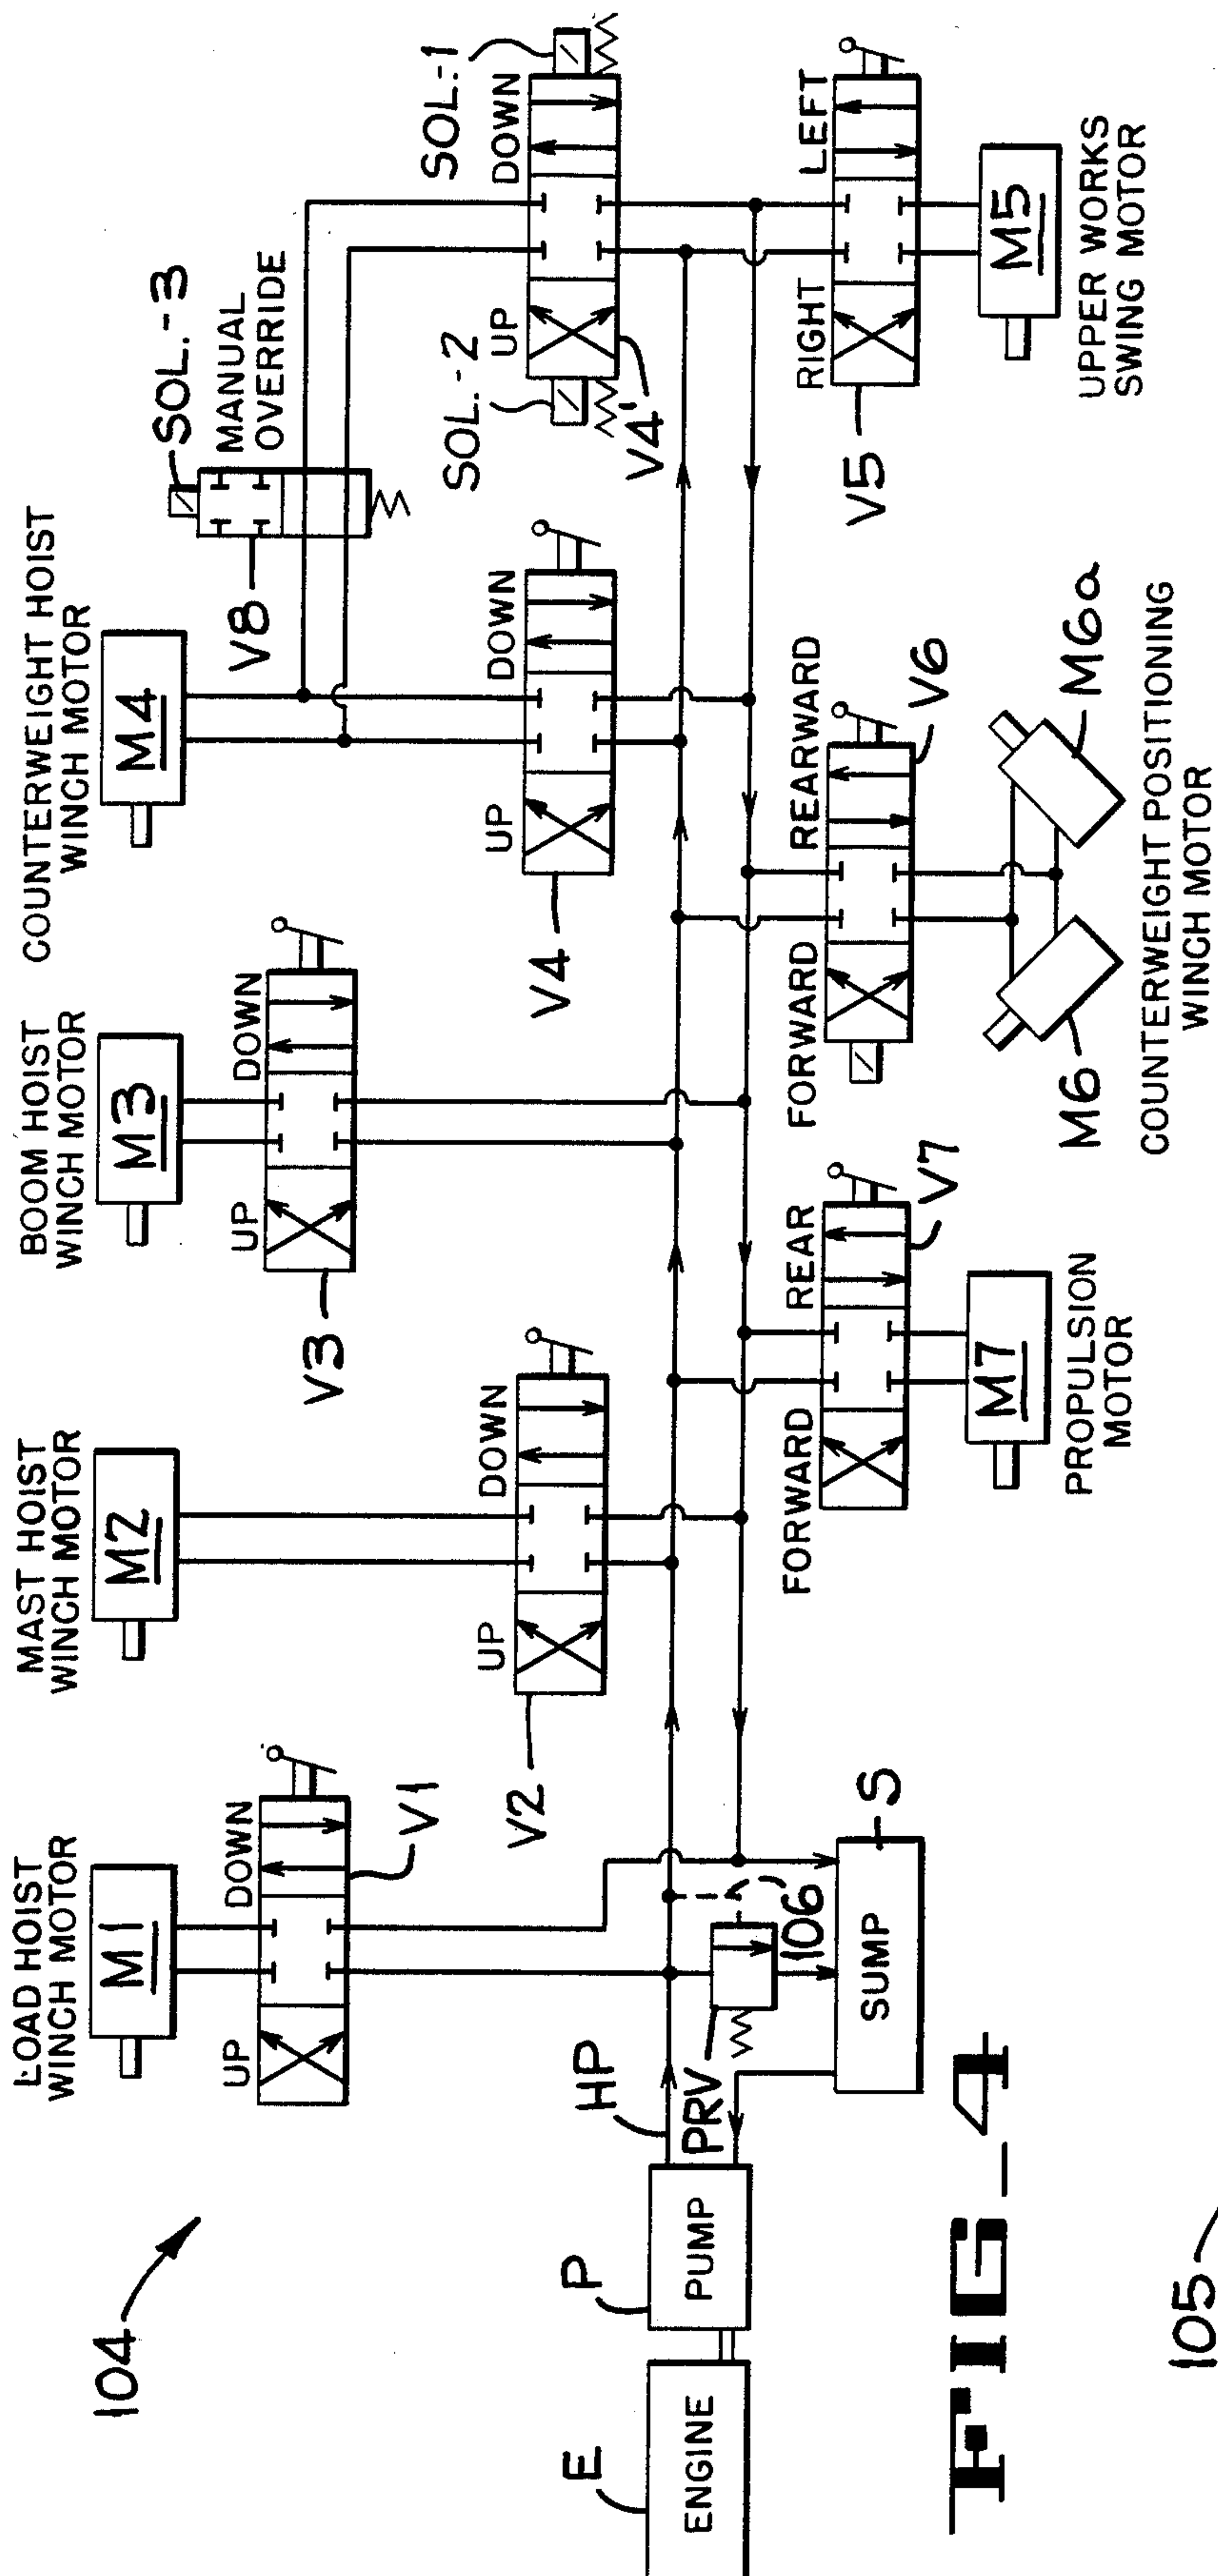 LOAD HOIST
WINCH MOTOR
M1
UP
DOWN
V1
MAST HOIST
WINCH MOTOR
M2
UP
DOWN
V2
BOOM HOIST
WINCH MOTOR
M3
UP
DOWN
V3
COUNTERWEIGHT HOIST
WINCH MOTOR
M4
UP
DOWN
V4
V8
SOL.-3
MANUAL
OVERRIDE
SOL.-2
SOL.-1
UP
DOWN
V4'
104
E
ENGINE
P
PUMP
HP
PRV
106
S
SUMP
FORWARD
REAR
V7
M7
PROPULSION
MOTOR
FORWARD
REARWARD
V6
M6
M6a
COUNTERWEIGHT POSITIONING
WINCH MOTOR
RIGHT
LEFT
V5
M5
UPPER WORKS
SWING MOTOR
FIG_4
105